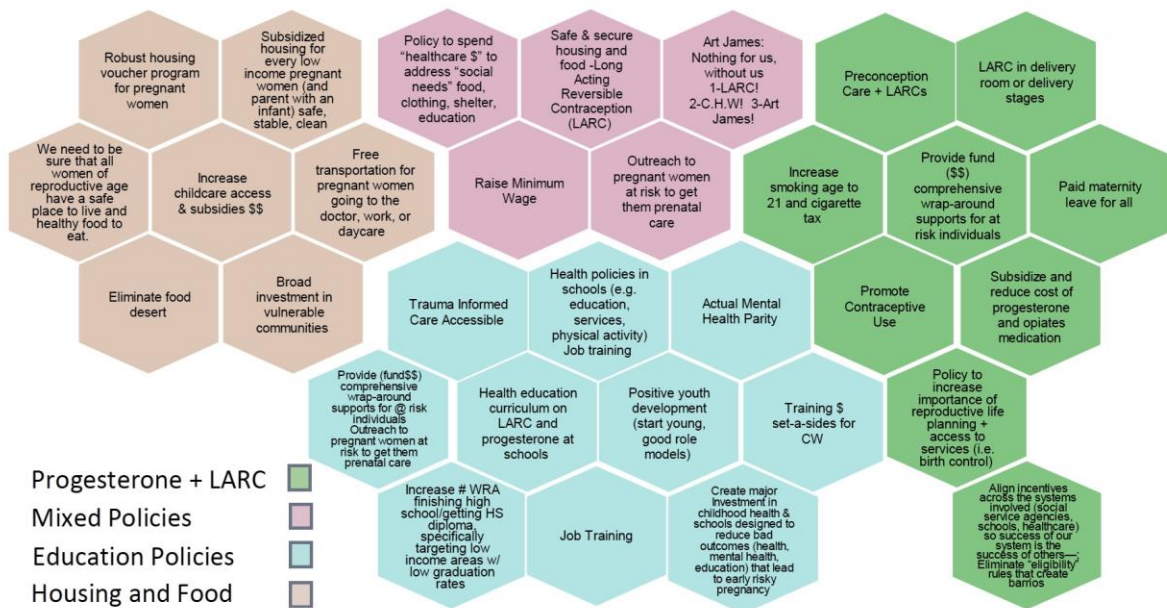 Robust housing
voucher program
for pregnant
women
Subsidized
housing for
every low
income pregnant
women (and
parent with an
infant) safe,
stable, clean
We need to be
sure that all
women of
reproductive age
have a safe
place to live and
healthy food to
eat.
Increase
childcare access
& subsidies $$
Free
transportation for
pregnant women
going to the
doctor, work, or
daycare
Eliminate food
desert
Broad
investment in
vulnerable
communities
Policy to spend
“healthcare $” to
address “social
needs” food,
clothing, shelter,
education
Safe & secure
housing and
food -Long
Acting
Reversible
Contraception
(LARC)
Art James:
Nothing for us,
without us
1-LARC!
2-C.H.W! 3-Art
James!
Raise Minimum
Wage
Outreach to
pregnant women
at risk to get
them prenatal
care
Preconception
Care + LARCs
LARC in delivery
room or delivery
stages
Increase
smoking age to
21 and cigarette
tax
Provide fund
($$)
comprehensive
wrap-around
supports for at
risk individuals
Paid maternity
leave for all
Promote
Contraceptive
Use
Subsidize and
reduce cost of
progesterone
and opiates
medication
Policy to
increase
importance of
reproductive life
planning +
access to
services (i.e.
birth control)
Align incentives
across the systems
involved (social
service agencies,
schools, healthcare)
so success of our
system is the
success of others—;
Eliminate “eligibility”
rules that create
barrios
Trauma Informed
Care Accessible
Health policies in
schools (e.g.
education,
services,
physical activity)
Job training
Actual Mental
Health Parity
Provide (fund$$)
comprehensive
wrap-around
supports for @ risk
individuals
Outreach to
pregnant women at
risk to get them
prenatal care
Health education
curriculum on
LARC and
progesterone at
schools
Positive youth
development
(start young,
good role
models)
Training $
set-a-sides for
CW
Increase # WRA
finishing high
school/getting HS
diploma,
specifically
targeting low
income areas w/
low graduation
rates
Job Training
Create major
Investment in
childhood health &
schools designed to
reduce bad
outcomes (health,
mental health,
education) that lead
to early risky
pregnancy
Progesterone + LARC
Mixed Policies
Education Policies
Housing and Food